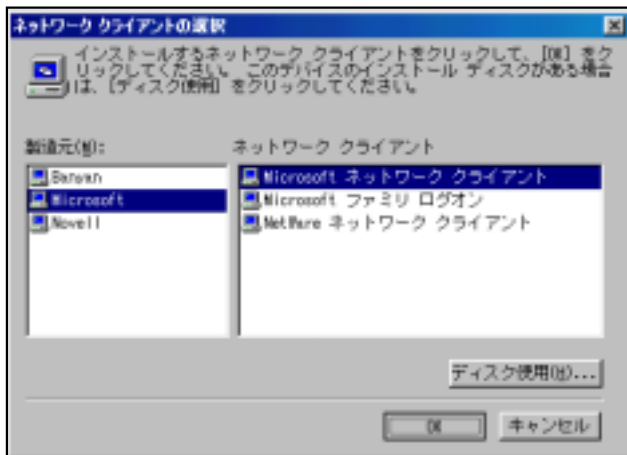 ネットワーク クライアントの選択
インストールするネットワーク クライアントをクリックして、[OK] をク
リックしてください。 このデバイスのインストール ディスクがある場合
は、[ディスク使用] をクリックしてください。
製造元(M):
ネットワーク クライアント
Banyan
Microsoft
Novell
Microsoft ネットワーク クライアント
Microsoft ファミリ ログオン
NetWare ネットワーク クライアント
ディスク使用(H)...
OK
キャンセル